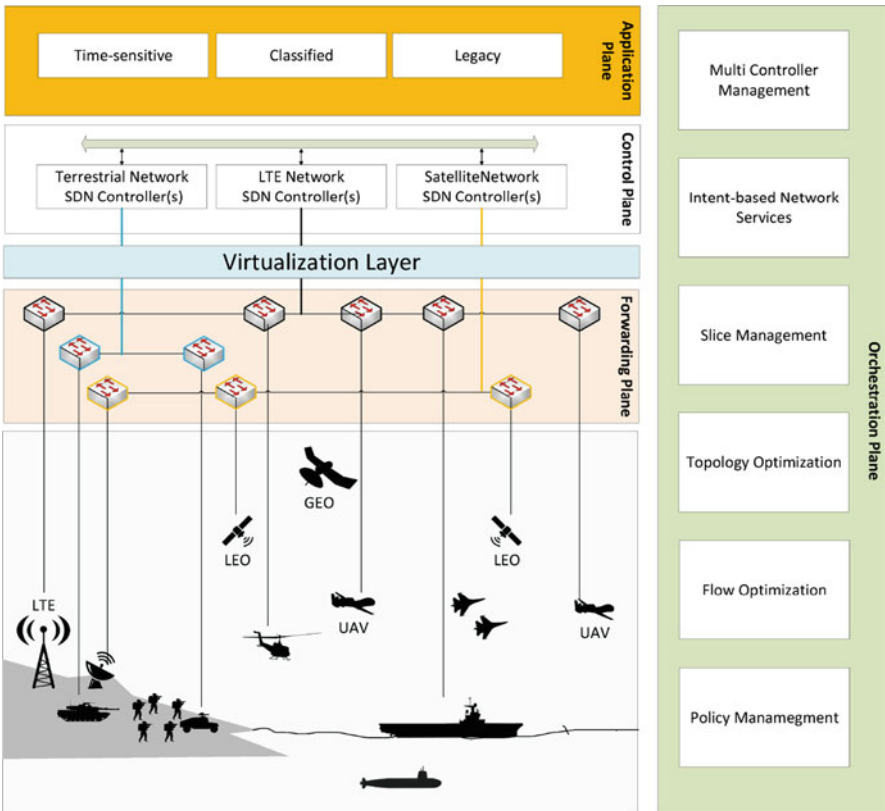 Time-sensitive
Classified
Legacy
Application
Plane
Terrestrial Network
SDN Controller(s)
LTE Network
SDN Controller(s)
SatelliteNetwork
SDN Controller(s)
Control Plane
Virtualization Layer
Forwarding Plane
GEO
LEO
LEO
LTE
UAV
UAV
Multi Controller
Management
Intent-based Network
Services
Slice Management
Topology Optimization
Flow Optimization
Policy Manamegment
Orchestration Plane